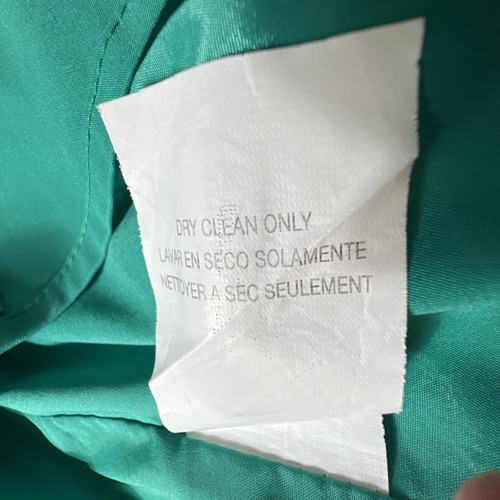 DRY CLEAN ONLY
LAVAR EN SECO SOLAMENTE
NETTOYER A SEC SEULEMENT